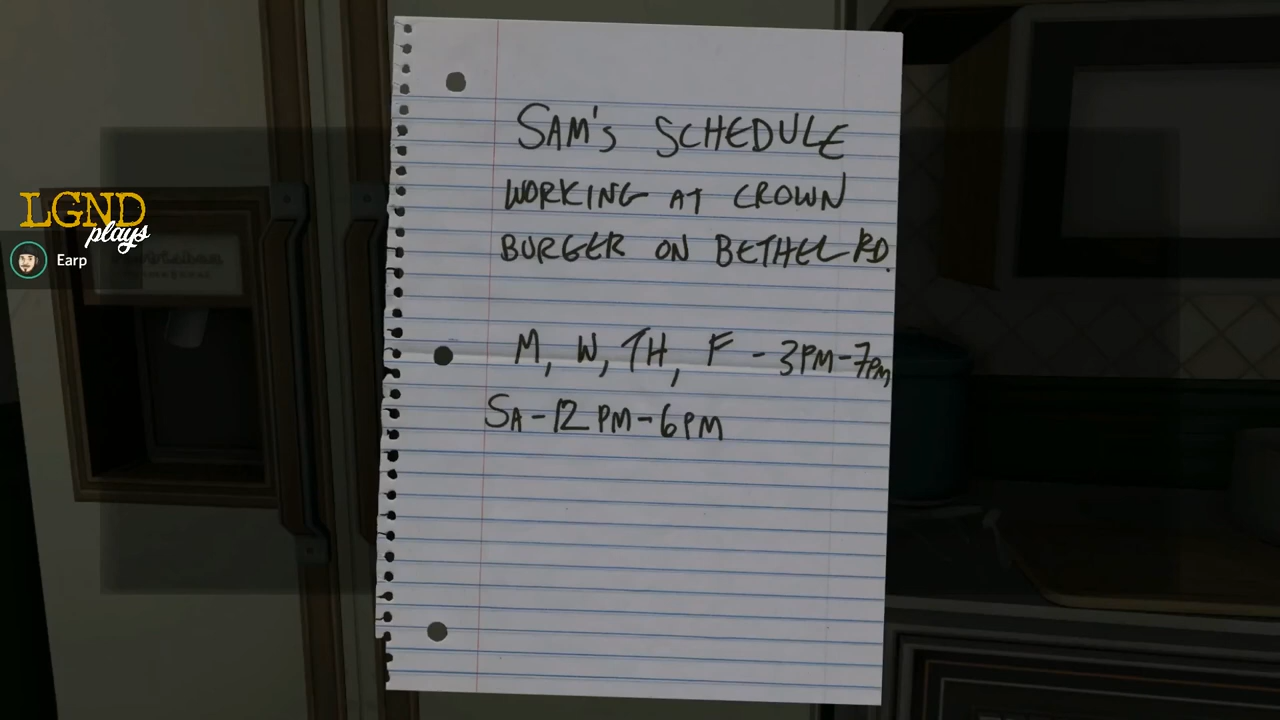 SAM'S SCHEDULE
WORKING AT CROWN
BURGER ON BETHEL RD.
M, W, TH, F - 3PM-7PM
SA-12 PM-6PM
LGND
plays
Earp